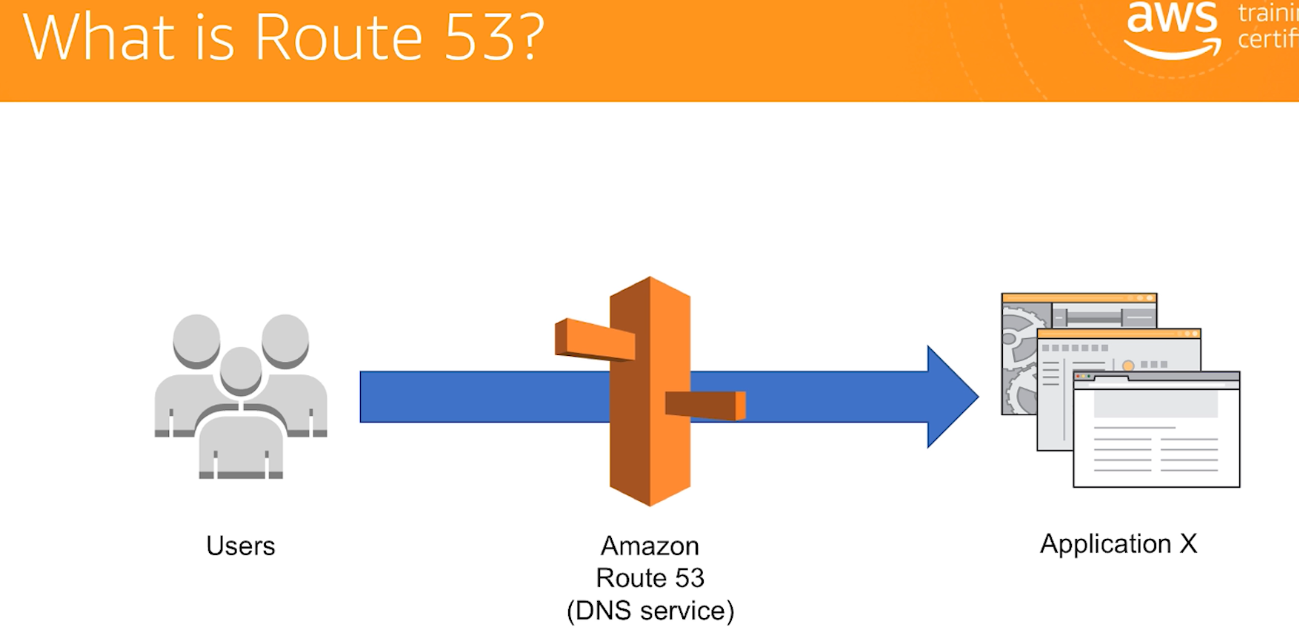 What is Route 53?
aws
Users
Amazon
Route 53
(DNS service)
Application X